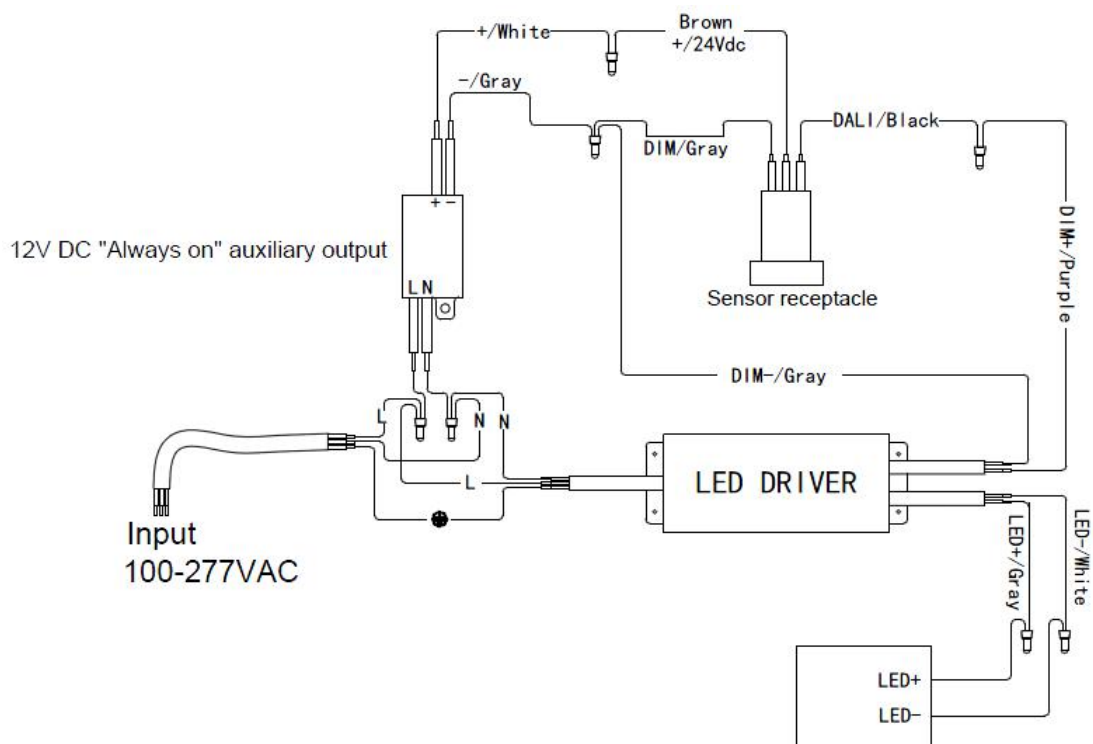 +/White
Brown
+/24Vdc
-/Gray
DIM/Gray
DALI/Black
+ -
12V DC "Always on" auxiliary output
L N
Sensor receptacle
DIM+/Purple
DIM-/Gray
L
N
N
L
LED DRIVER
Input
100-277VAC
LED+/Gray
LED-/White
LED+
LED-